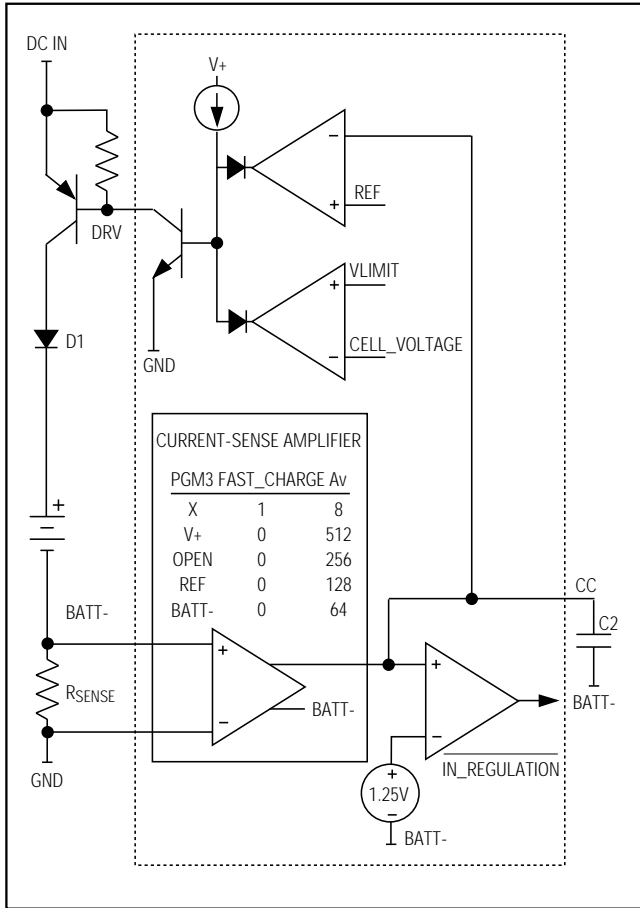 DC IN
V+
−
REF
+
DRV
VLIMIT
+
D1
CELL_VOLTAGE
−
GND
CURRENT-SENSE AMPLIFIER
PGM3 FAST_CHARGE Av
X 1 8
V+ 0 512
OPEN 0 256
REF 0 128
BATT- 0 64
+
CC
C2
BATT-
+
+
BATT-
RSENSE
BATT-
−
−
IN_REGULATION
GND
+
1.25V
−
BATT-